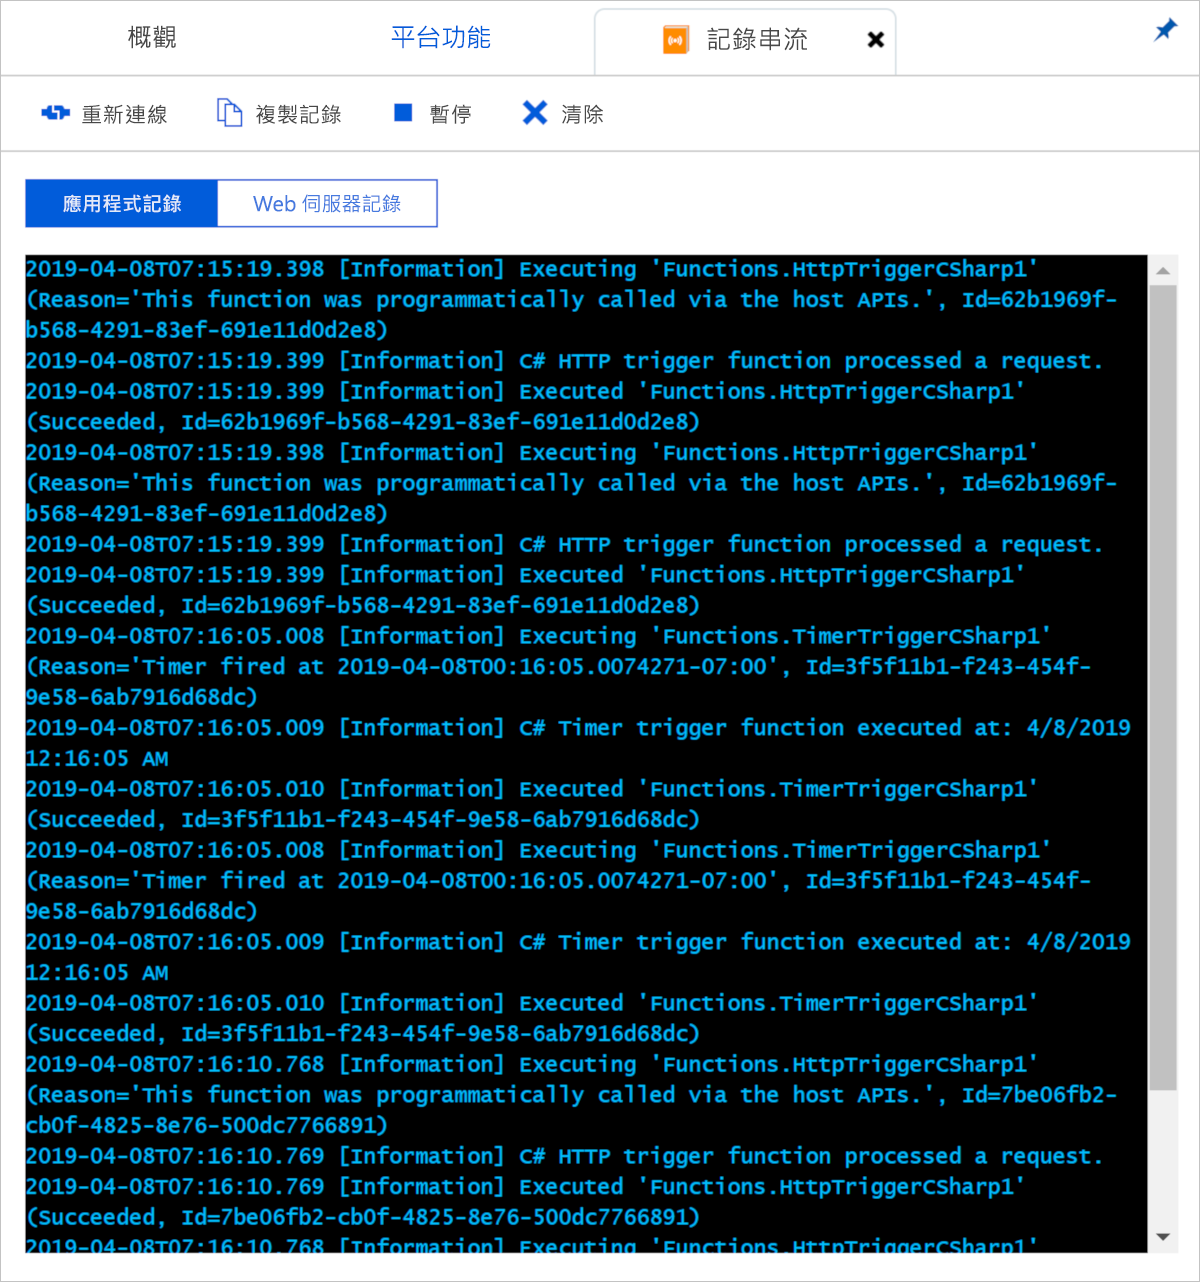 概觀
平台功能
記錄串流
重新連線
複製記錄
暫停
清除
應用程式記錄
Web 伺服器記錄
2019-04-08T07:15:19.398 [Information] Executing 'Functions.HttpTriggerCSharp1'
(Reason='This function was programmatically called via the host APIs.', Id=62b1969f-
b568-4291-83ef-691e11d0d2e8)
2019-04-08T07:15:19.399 [Information] C# HTTP trigger function processed a request.
2019-04-08T07:15:19.399 [Information] Executed 'Functions.HttpTriggerCSharp1'
(Succeeded, Id=62b1969f-b568-4291-83ef-691e11d0d2e8)
2019-04-08T07:15:19.398 [Information] Executing 'Functions.HttpTriggerCSharp1'
(Reason='This function was programmatically called via the host APIs.', Id=62b1969f-
b568-4291-83ef-691e11d0d2e8)
2019-04-08T07:15:19.399 [Information] C# HTTP trigger function processed a request.
2019-04-08T07:15:19.399 [Information] Executed 'Functions.HttpTriggerCSharp1'
(Succeeded, Id=62b1969f-b568-4291-83ef-691e11d0d2e8)
2019-04-08T07:16:05.008 [Information] Executing 'Functions.TimerTriggerCSharp1'
(Reason='Timer fired at 2019-04-08T00:16:05.0074271-07:00', Id=3f5f11b1-f243-454f-
9e58-6ab7916d68dc)
2019-04-08T07:16:05.009 [Information] C# Timer trigger function executed at: 4/8/2019
12:16:05 AM
2019-04-08T07:16:05.010 [Information] Executed 'Functions.TimerTriggerCSharp1'
(Succeeded, Id=3f5f11b1-f243-454f-9e58-6ab7916d68dc)
2019-04-08T07:16:05.008 [Information] Executing 'Functions.TimerTriggerCSharp1'
(Reason='Timer fired at 2019-04-08T00:16:05.0074271-07:00', Id=3f5f11b1-f243-454f-
9e58-6ab7916d68dc)
2019-04-08T07:16:05.009 [Information] C# Timer trigger function executed at: 4/8/2019
12:16:05 AM
2019-04-08T07:16:05.010 [Information] Executed 'Functions.TimerTriggerCSharp1'
(Succeeded, Id=3f5f11b1-f243-454f-9e58-6ab7916d68dc)
2019-04-08T07:16:10.768 [Information] Executing 'Functions.HttpTriggerCSharp1'
(Reason='This function was programmatically called via the host APIs.', Id=7be06fb2-
cb0f-4825-8e76-500dc7766891)
2019-04-08T07:16:10.769 [Information] C# HTTP trigger function processed a request.
2019-04-08T07:16:10.769 [Information] Executed 'Functions.HttpTriggerCSharp1'
(Succeeded, Id=7be06fb2-cb0f-4825-8e76-500dc7766891)
2019-04-08T07:16:10.768 [Information] Executing 'Functions.HttpTriggerCSharp1'